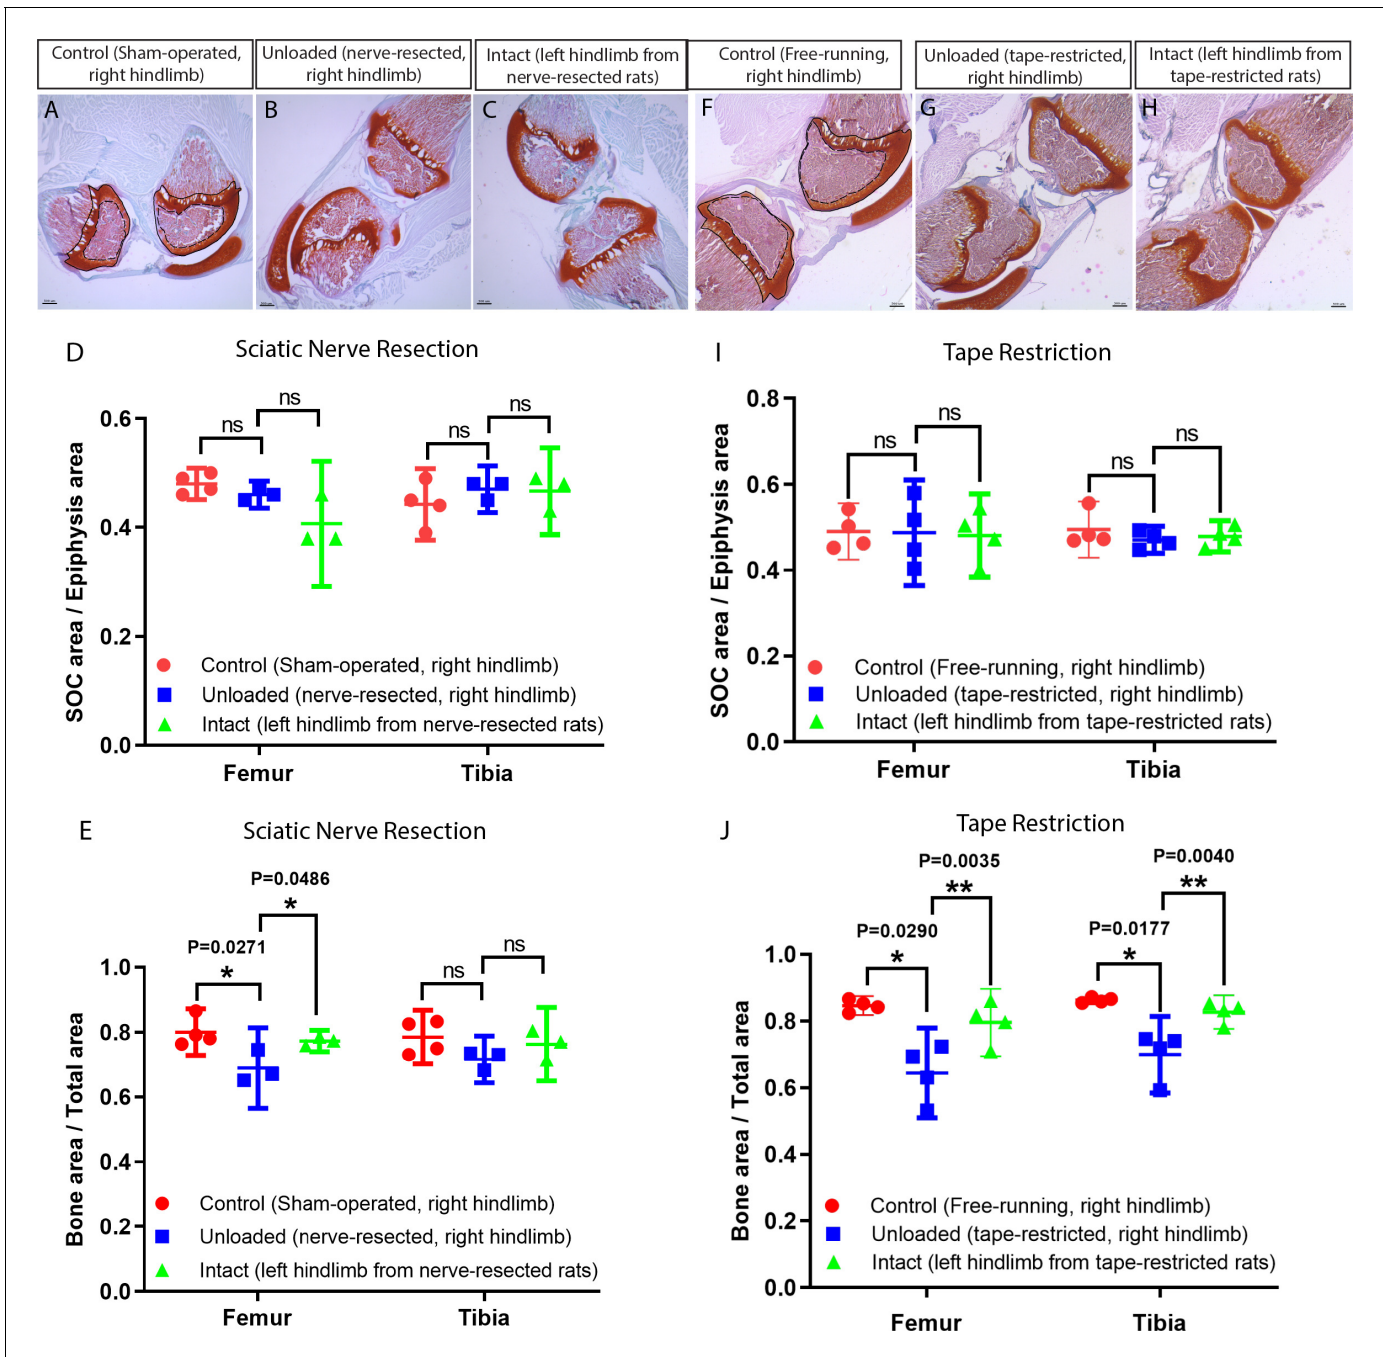 Control (Sham-operated,
right hindlimb)
Unloaded (nerve-resected,
right hindlimb)
Intact (left hindlimb from
nerve-resected rats)
Control (Free-running,
right hindlimb)
Unloaded (tape-restricted,
right hindlimb)
Intact (left hindlimb from
tape-restricted rats)
A
B
C
F
G
H
D
Sciatic Nerve Resection
ns
ns
ns
ns
0.6
0.4
0.2
0.0
SOC area / Epiphysis area
Control (Sham-operated, right hindlimb)
Unloaded (nerve-resected, right hindlimb)
Intact (left hindlimb from nerve-resected rats)
Femur
Tibia
I
Tape Restriction
ns
ns
ns
ns
0.8
0.6
0.4
0.2
0.0
SOC area / Epiphysis area
Control (Free-running, right hindlimb)
Unloaded (tape-restricted, right hindlimb)
Intact (left hindlimb from tape-restricted rats)
Femur
Tibia
E
Sciatic Nerve Resection
P=0.0486
*
P=0.0271
*
ns
ns
1.0
0.8
0.6
0.4
0.2
0.0
Bone area / Total area
Control (Sham-operated, right hindlimb)
Unloaded (nerve-resected, right hindlimb)
Intact (left hindlimb from nerve-resected rats)
Femur
Tibia
J
Tape Restriction
P=0.0035
**
P=0.0040
**
P=0.0290
*
P=0.0177
*
1.0
0.8
0.6
0.4
0.2
0.0
Bone area / Total area
Control (Free-running, right hindlimb)
Unloaded (tape-restricted, right hindlimb)
Intact (left hindlimb from tape-restricted rats)
Femur
Tibia